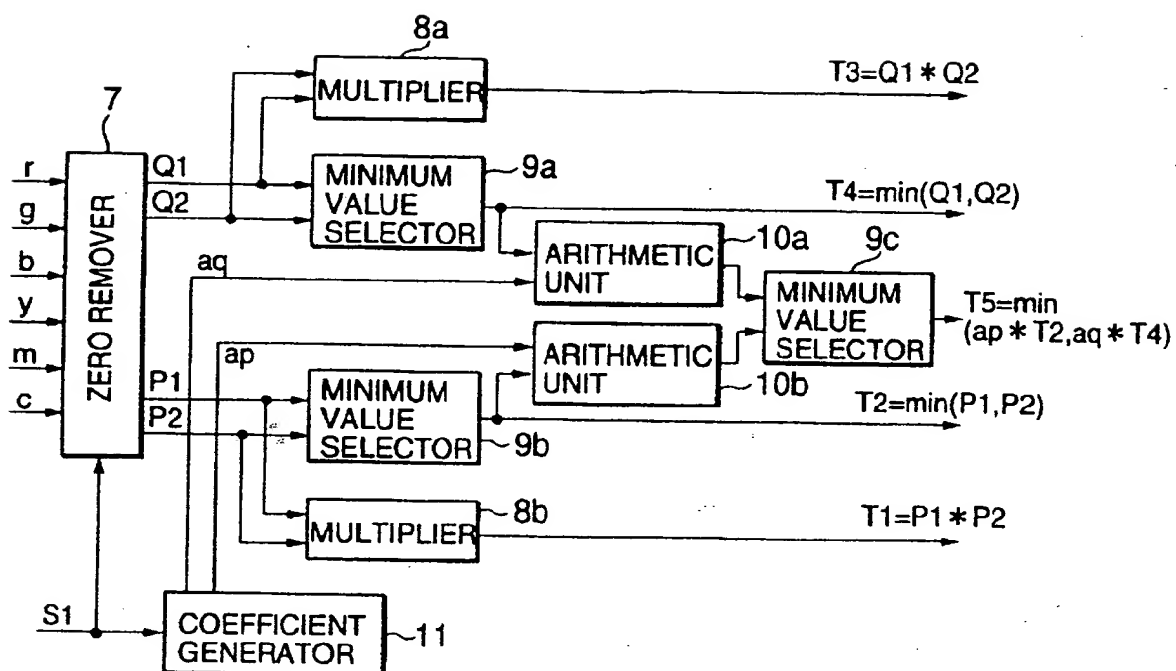 8a
MULTIPLIER
T3=Q1＊Q2
7
r
g
b
y
m
c
ZERO REMOVER
Q1
Q2
MINIMUM
VALUE
SELECTOR
9a
T4=min(Q1,Q2)
aq
ARITHMETIC
UNIT
10a
9c
MINIMUM
VALUE
SELECTOR
T5=min
(ap＊T2,aq＊T4)
ap
ARITHMETIC
UNIT
10b
P1
P2
MINIMUM
VALUE
SELECTOR
9b
T2=min(P1,P2)
MULTIPLIER
8b
T1=P1＊P2
S1
COEFFICIENT
GENERATOR
11